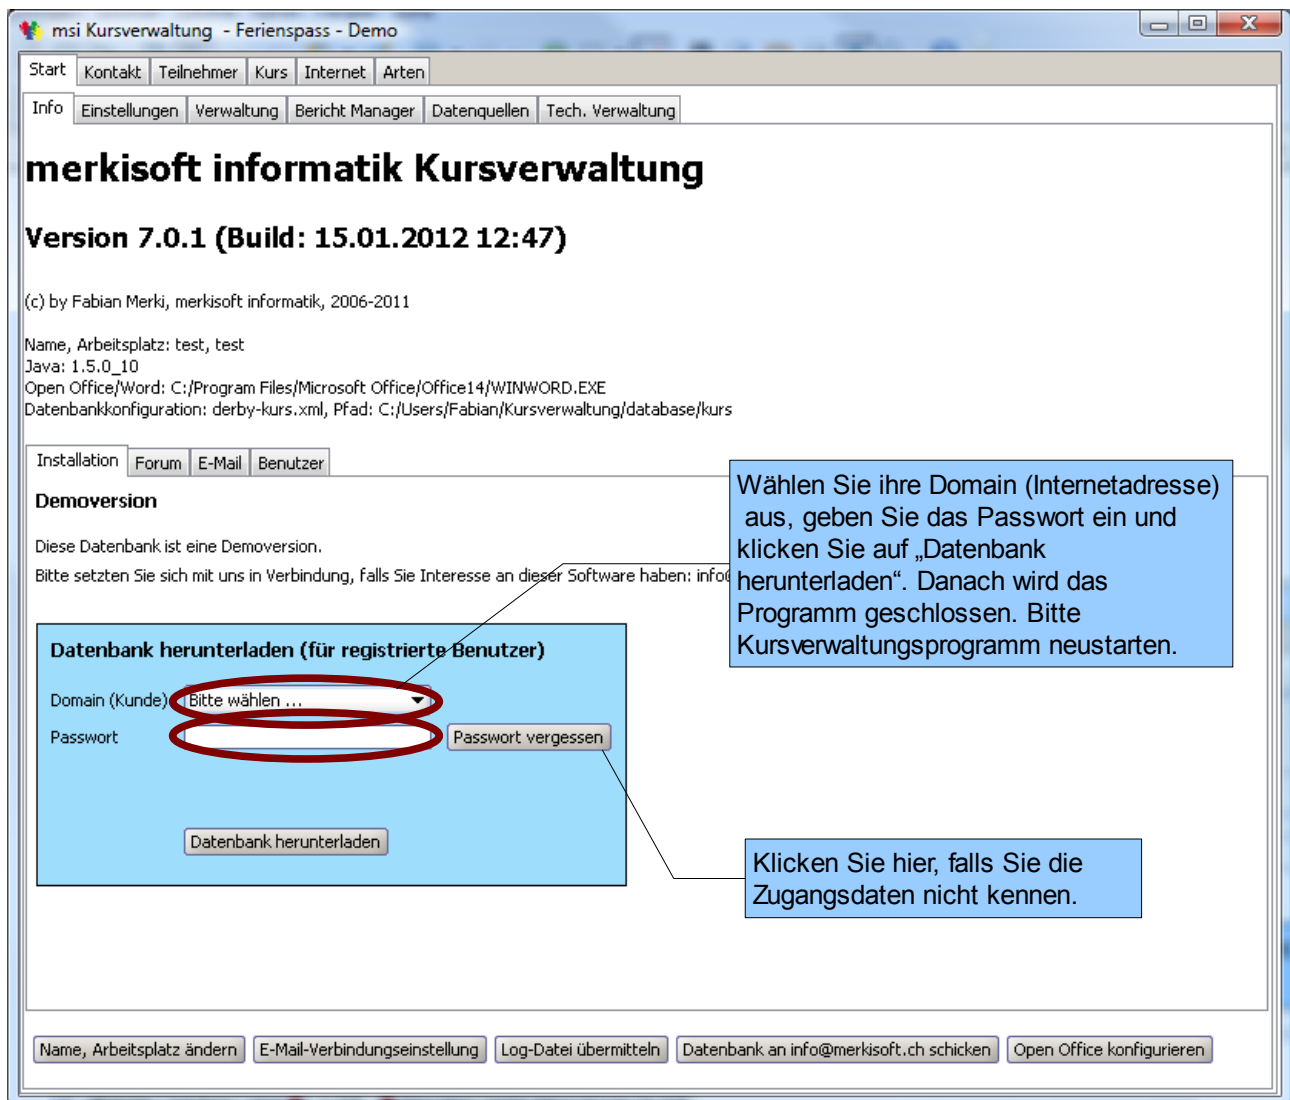 msi Kursverwaltung - Ferienspass - Demo
Start Kontakt Teilnehmer Kurs Internet Arten
Info Einstellungen Verwaltung Bericht Manager Datenquellen Tech. Verwaltung
merkisoft informatik Kursverwaltung
Version 7.0.1 (Build: 15.01.2012 12:47)
(c) by Fabian Merki, merkisoft informatik, 2006-2011
Name, Arbeitsplatz: test, test
Java: 1.5.0_10
Open Office/Word: C:/Program Files/Microsoft Office/Office14/WINWORD.EXE
Datenbankkonfiguration: derby-kurs.xml, Pfad: C:/Users/Fabian/Kursverwaltung/database/kurs
Installation Forum E-Mail Benutzer
Demoversion
Diese Datenbank ist eine Demoversion.
Bitte setzten Sie sich mit uns in Verbindung, falls Sie Interesse an dieser Software haben:
Wählen Sie ihre Domain (Internetadresse)
aus, geben Sie das Passwort ein und
klicken Sie auf „Datenbank
herunterladen“. Danach wird das
Programm geschlossen. Bitte
Kursverwaltungsprogramm neustarten.
Datenbank herunterladen (für registrierte Benutzer)
Domain (Kunde) Bitte wählen ...
Passwort Passwort vergessen
Datenbank herunterladen
Klicken Sie hier, falls Sie die
Zugangsdaten nicht kennen.
Name, Arbeitsplatz ändern E-Mail-Verbindungseinstellung Log-Datei übermitteln Datenbank an info@merkisoft.ch schicken Open Office konfigurieren